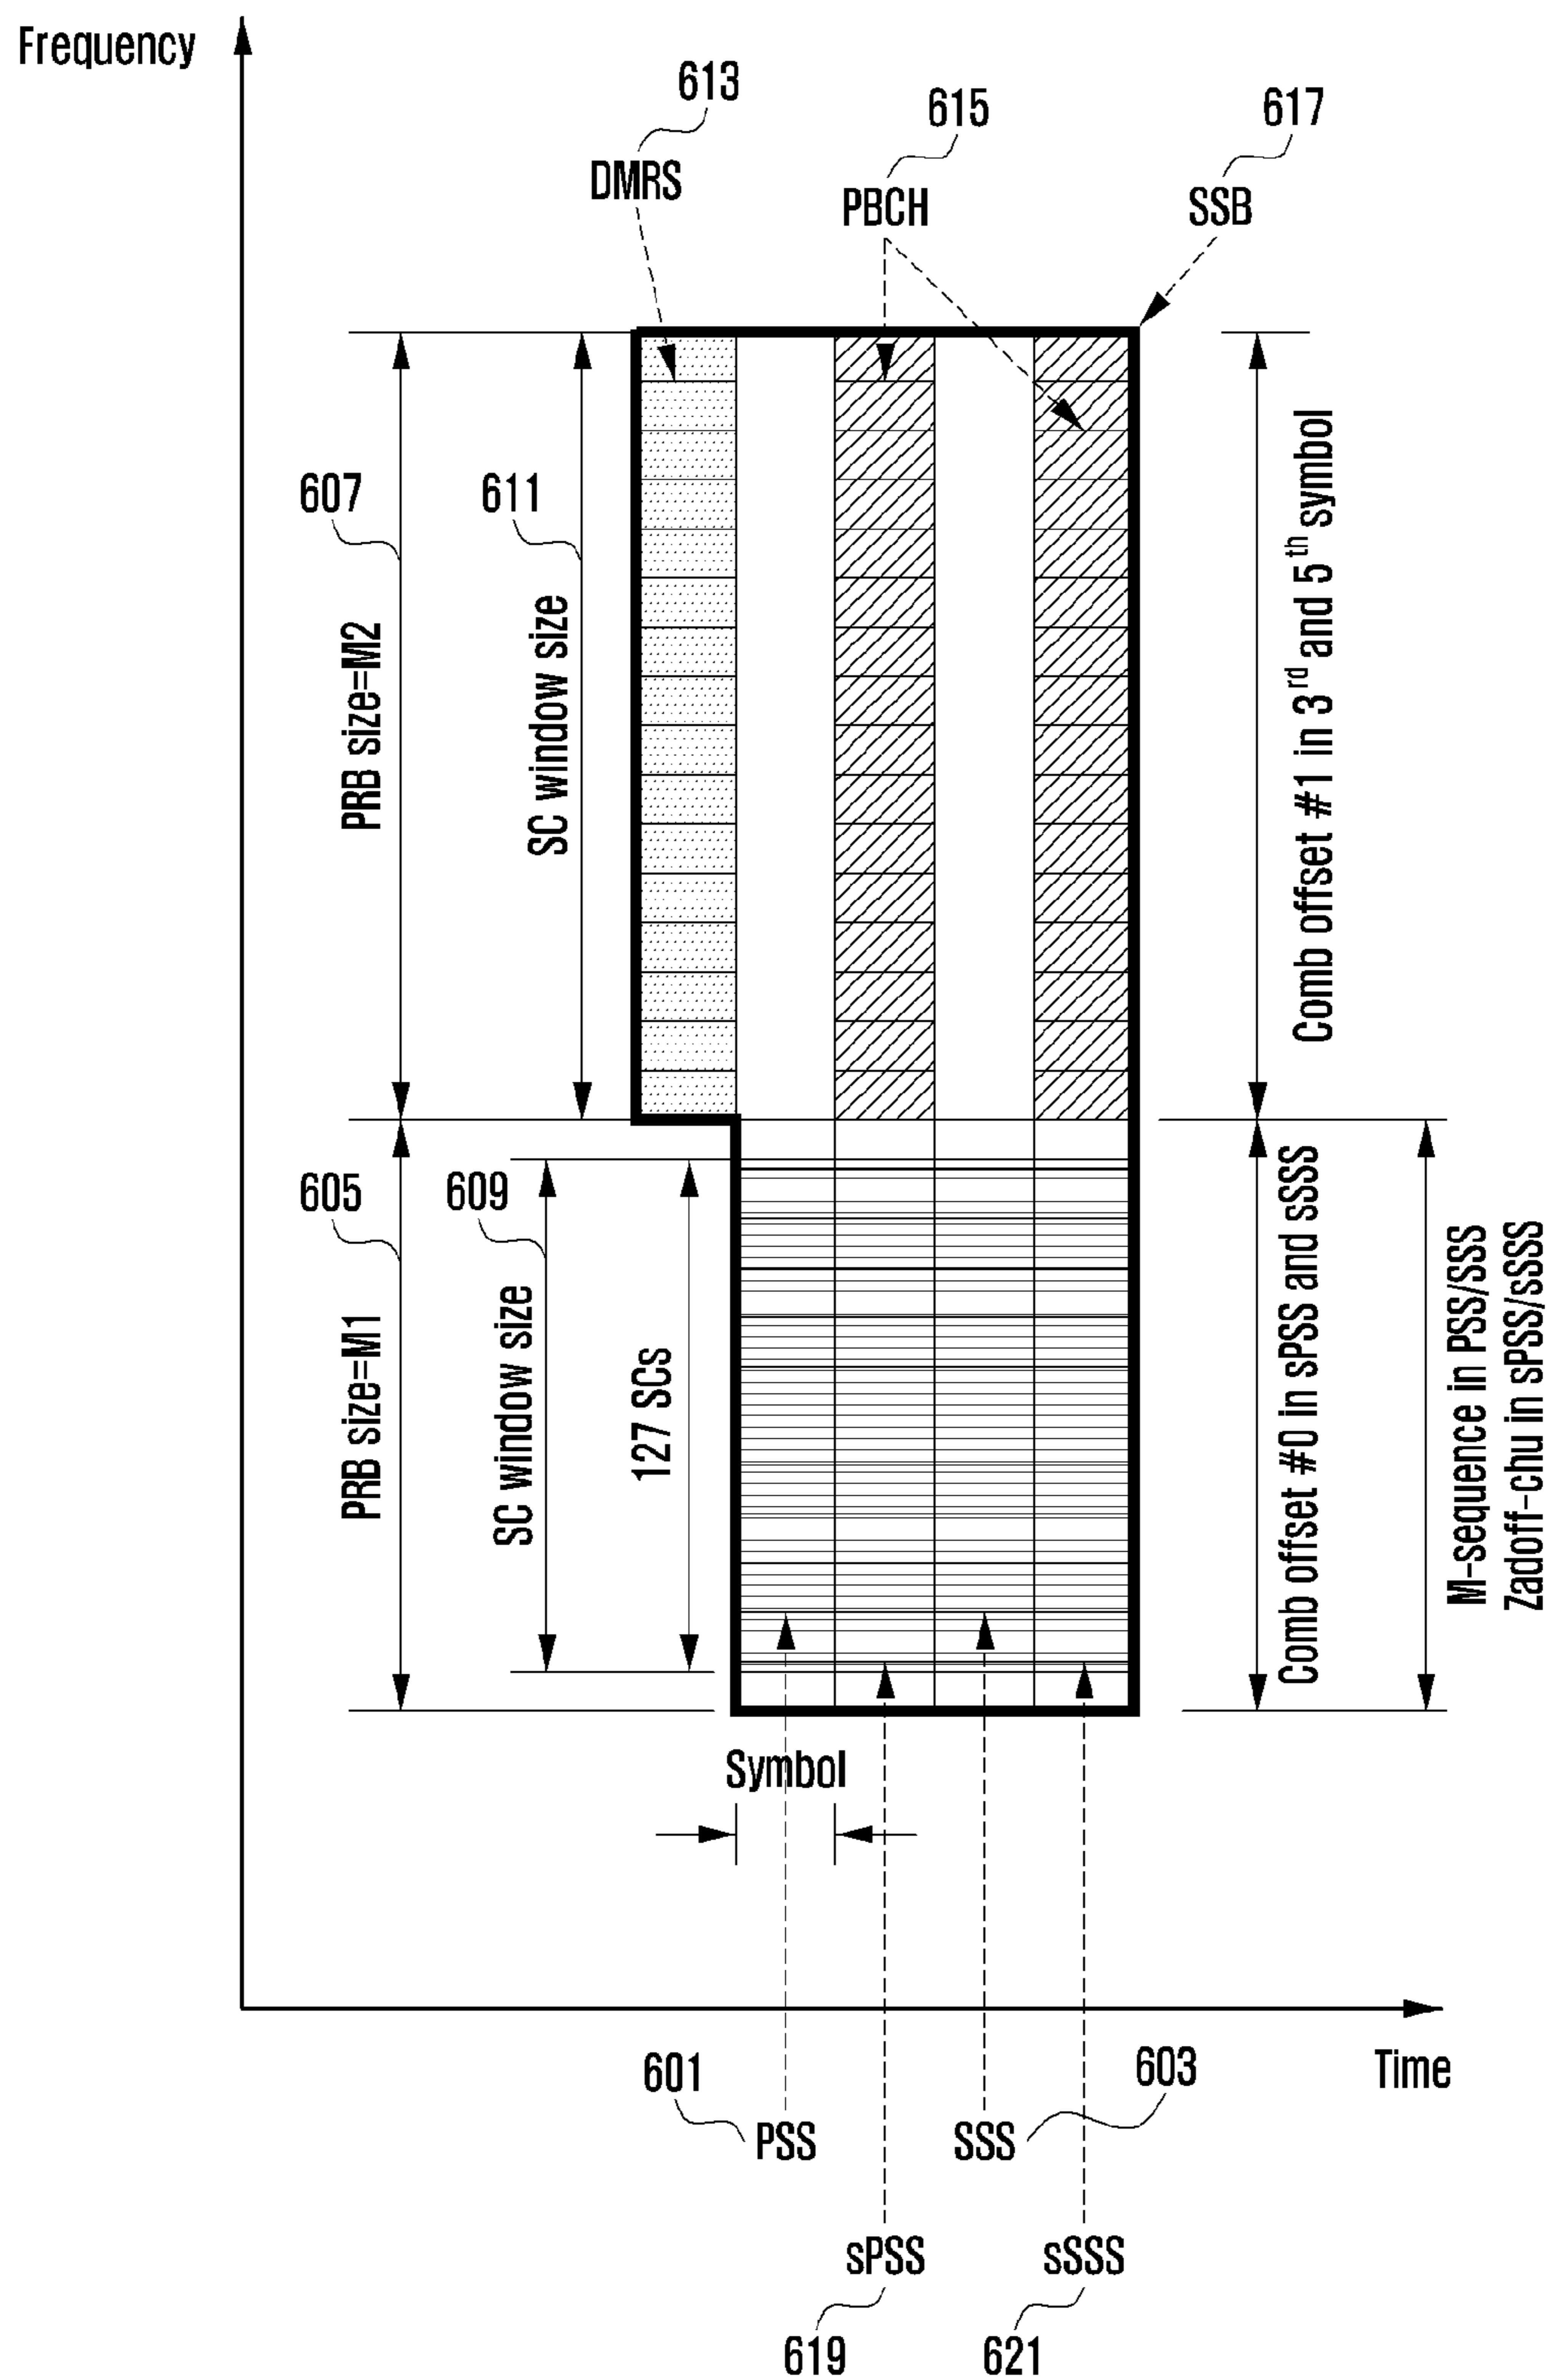 Frequency
613
615
617
DMRS
PBCH
SSB
607
611
PRB size=M2
SC window size
Comb offset #1 in 3rd and 5th symbol
605
609
PRB size=M1
SC window size
127 SCs
Comb offset #0 in sPSS and sSSS
M-sequence in PSS/SSS
Zadoff-chu in sPSS/sSSS
Symbol
Time
601
603
PSS
SSS
sPSS
sSSS
619
621